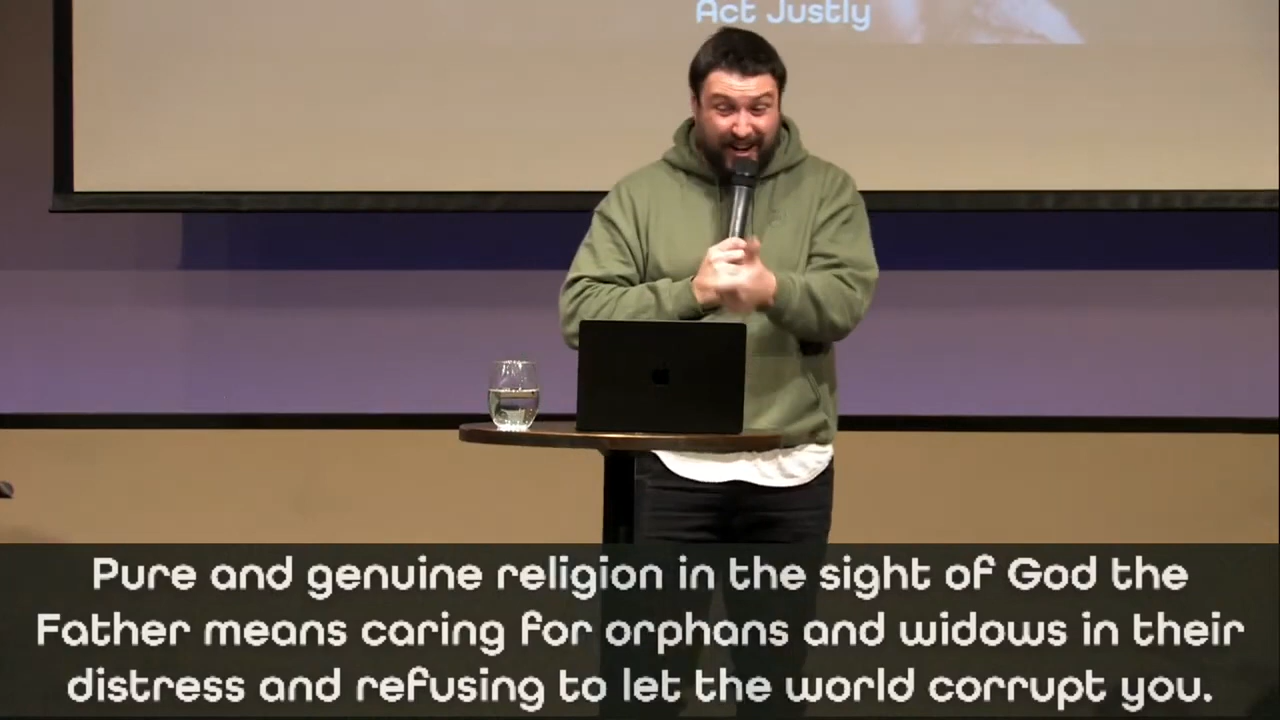 Act Justly
Pure and genuine religion in the sight of God the
Father means caring for orphans and widows in their
distress and refusing to let the world corrupt you.